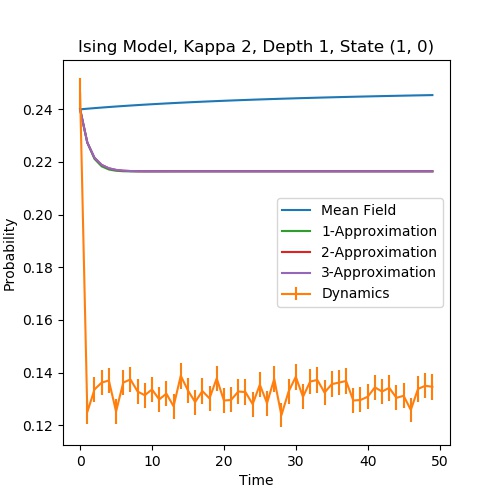 Ising Model, Kappa 2, Depth 1, State (1, 0)
Probability
0.24
0.22
0.20
0.18
0.16
0.14
0.12
Mean Field
1-Approximation
2-Approximation
3-Approximation
Dynamics
0 10 20 30 40 50
Time